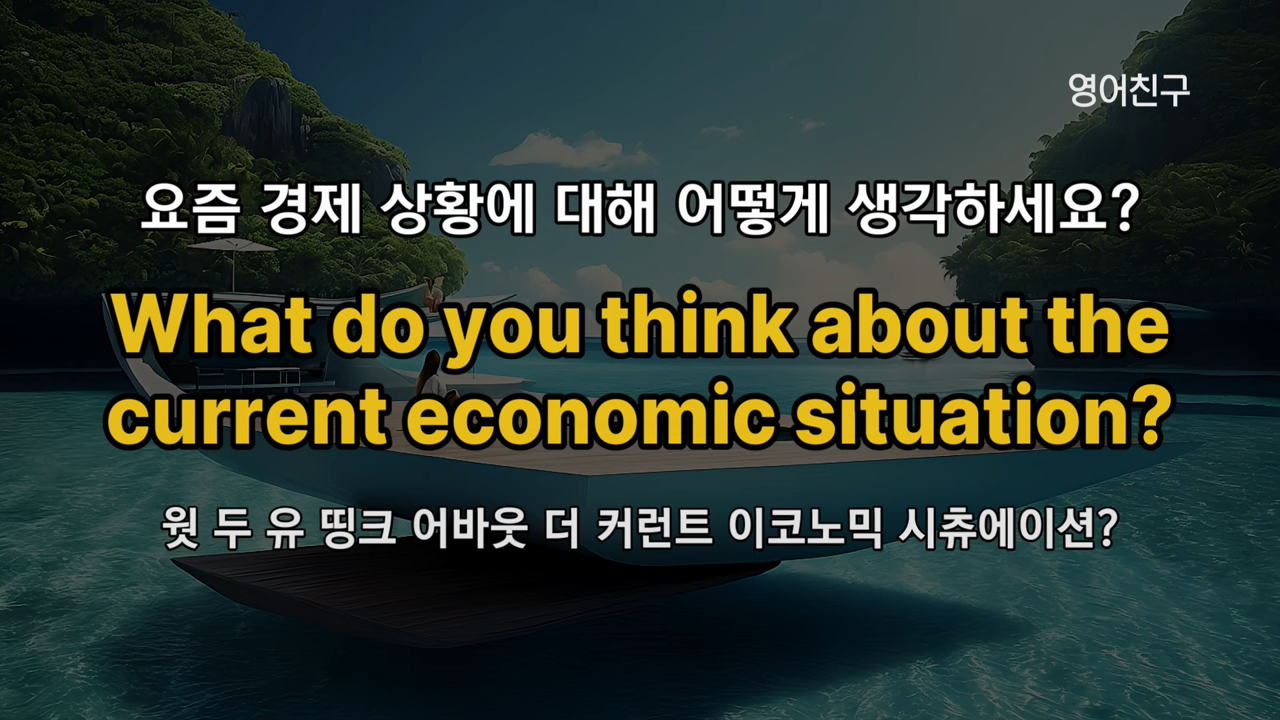 영어친구
요즘 경제 상황에 대해 어떻게 생각하세요?
What do you think about the
current economic situation?
웟 두 유 띵크 어바웃 더 커런트 이코노믹 시츄에이션?